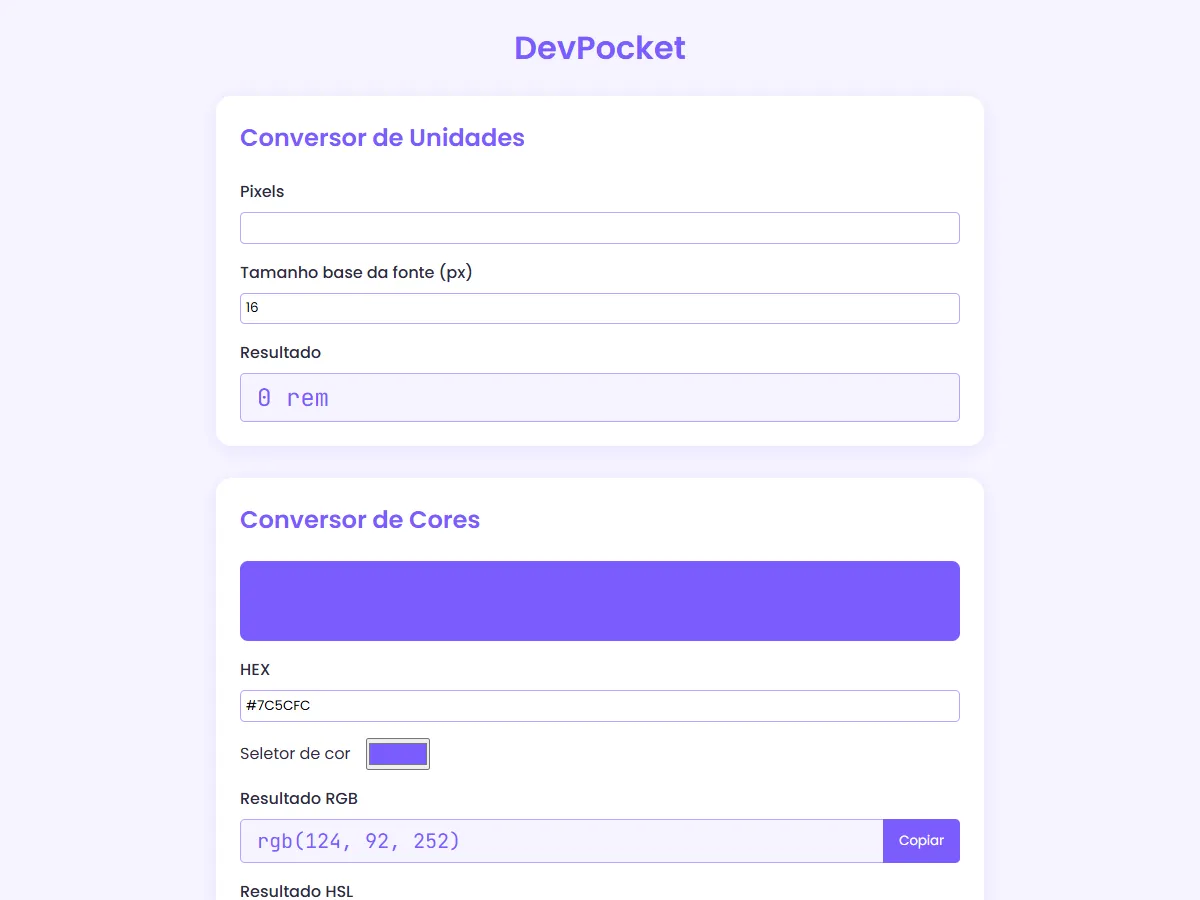 DevPocket
Conversor de Unidades
Pixels
Tamanho base da fonte (px)
16
Resultado
0 rem
Conversor de Cores
HEX
#7C5CFC
Seletor de cor
Resultado RGB
rgb(124, 92, 252)
Copiar
Resultado HSL